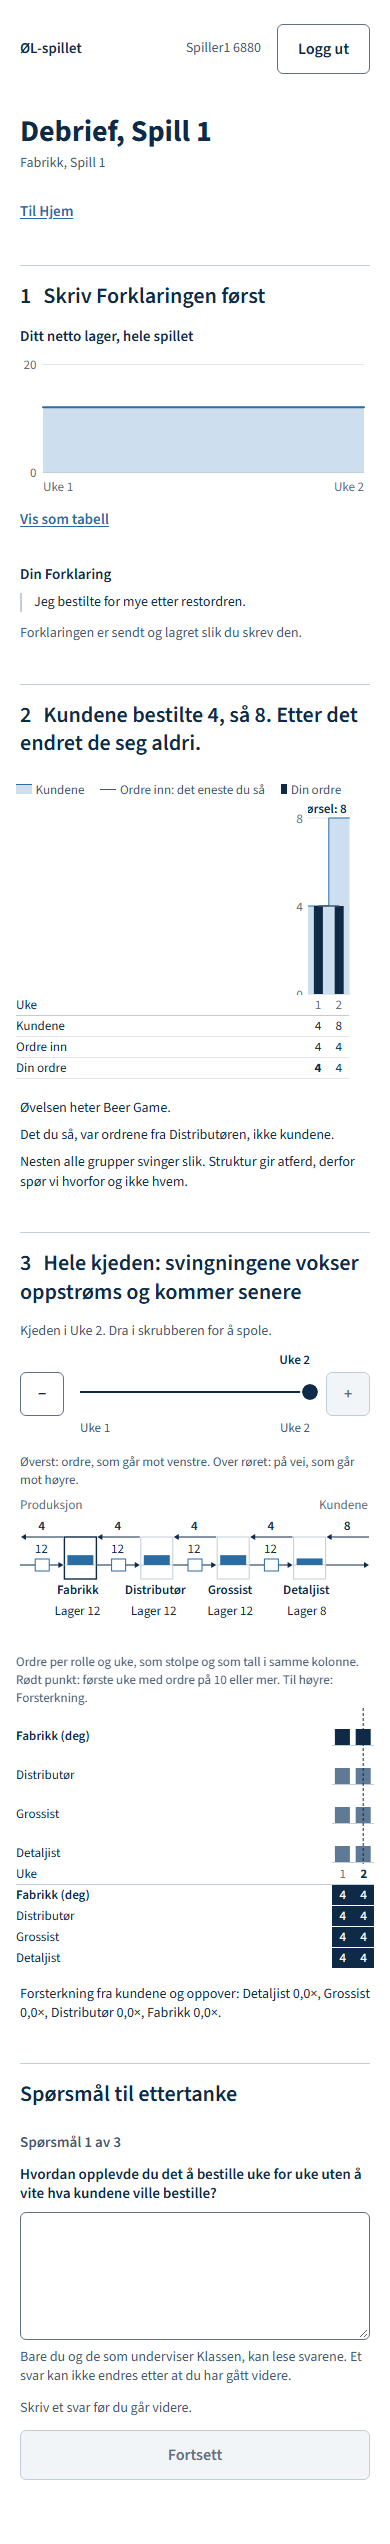 ØL-spillet
Spiller1 6880
Logg ut
Debrief, Spill 1
Fabrikk, Spill 1
Til Hjem
1 Skriv Forklaringen først
Ditt netto lager, hele spillet
20
0
Uke 1 Uke 2
Vis som tabell
Din Forklaring
Jeg bestilte for mye etter restordren.
Forklaringen er sendt og lagret slik du skrev den.
2 Kundene bestilte 4, så 8. Etter det
endret de seg aldri.
Kundene Ordre inn: det eneste du så Din ordre
ørsel: 8
8
4
0
Uke 1 2
Kundene 4 8
Ordre inn 4 4
Din ordre 4 4
Øvelsen heter Beer Game.
Det du så, var ordrene fra Distributøren, ikke kundene.
Nesten alle grupper svinger slik. Struktur gir atferd, derfor
spør vi hvorfor og ikke hvem.
3 Hele kjeden: svingningene vokser
oppstrøms og kommer senere
Kjeden i Uke 2. Dra i skrubberen for å spole.
Uke 2
− +
Uke 1 Uke 2
Øverst: ordre, som går mot venstre. Over røret: på vei, som går
mot høyre.
Produksjon Kundene
4 4 4 4 8
12 12 12 12
Fabrikk Distributør Grossist Detaljist
Lager 12 Lager 12 Lager 12 Lager 8
Ordre per rolle og uke, som stolpe og som tall i samme kolonne.
Rødt punkt: første uke med ordre på 10 eller mer. Til høyre:
Forsterkning.
Fabrikk (deg)
Distributør
Grossist
Detaljist
Uke 1 2
Fabrikk (deg) 4 4
Distributør 4 4
Grossist 4 4
Detaljist 4 4
Forsterkning fra kundene og oppover: Detaljist 0,0×, Grossist
0,0×, Distributør 0,0×, Fabrikk 0,0×.
Spørsmål til ettertanke
Spørsmål 1 av 3
Hvordan opplevde du det å bestille uke for uke uten å
vite hva kundene ville bestille?
Bare du og de som underviser Klassen, kan lese svarene. Et
svar kan ikke endres etter at du har gått videre.
Skriv et svar før du går videre.
Fortsett